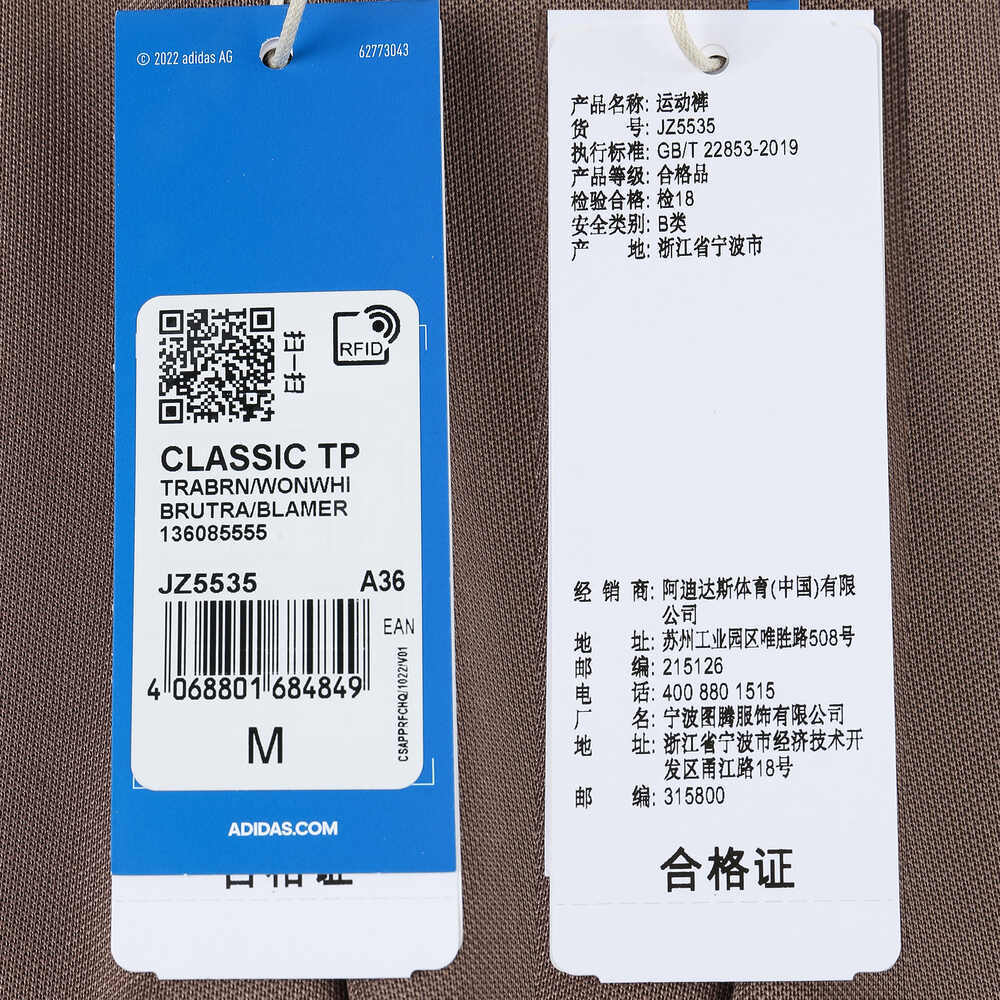 © 2022 adidas AG
62773043
扫一扫
RFID
CLASSIC TP
TRABRN/WONWHI
BRUTRA/BLAMER
136085555
JZ5535 A36
EAN
4 068801 684849
CSAPPRFCHQ/1022/V01
M
ADIDAS.COM
合格证
产品名称: 运动裤
货 号: JZ5535
执行标准: GB/T 22853-2019
产品等级: 合格品
检验合格: 检18
安全类别: B类
产 地: 浙江省宁波市
经 销 商: 阿迪达斯体育(中国)有限
公司
地 址: 苏州工业园区唯胜路508号
邮 编: 215126
电 话: 400 880 1515
厂 名: 宁波图腾服饰有限公司
地 址: 浙江省宁波市经济技术开
发区甬江路18号
邮 编: 315800
合格证